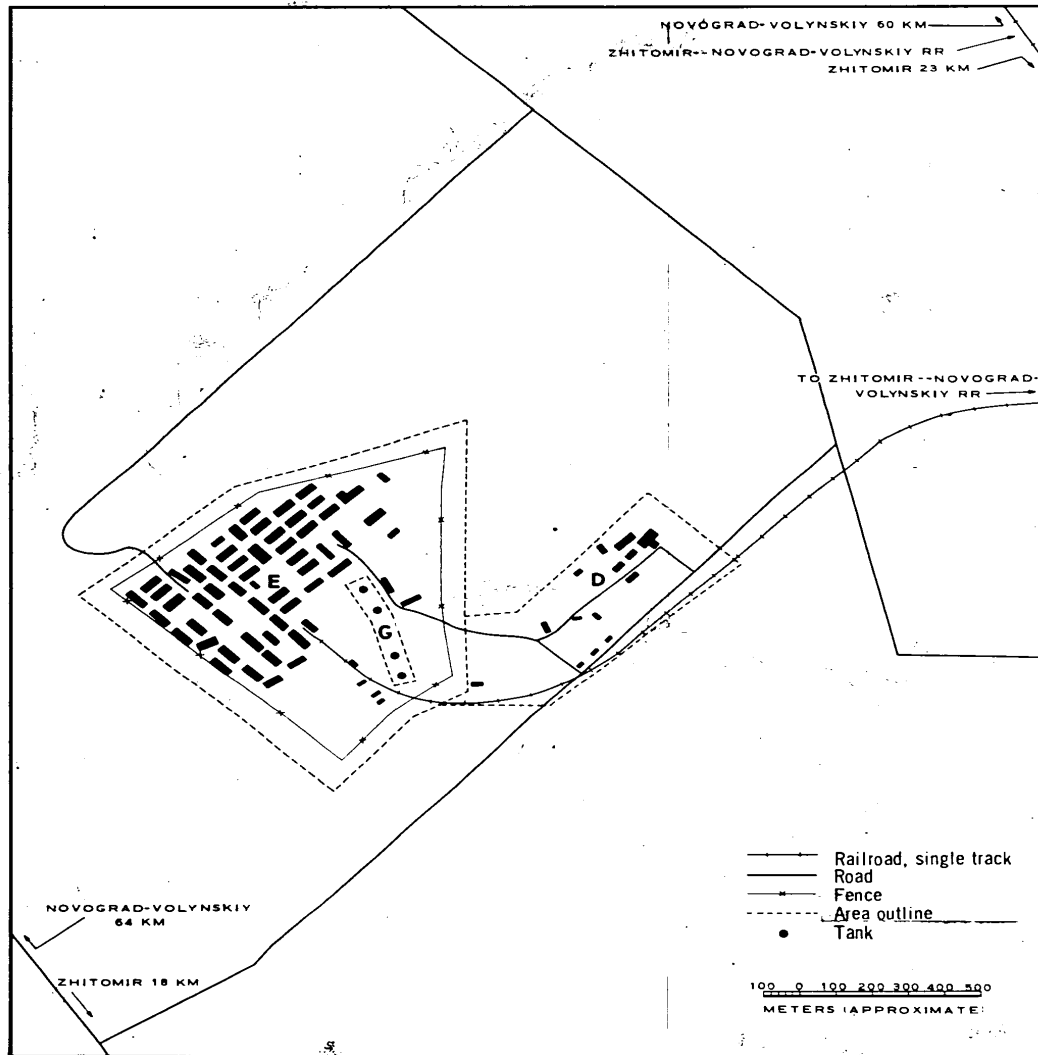 NOVOGRAD-VOLYNSKIY 60 KM
ZHITOMIR--NOVOGRAD-VOLYNSKIY RR
ZHITOMIR 23 KM
TO ZHITOMIR--NOVOGRAD-
VOLYNSKIY RR
D
E
G
Railroad, single track
Road
Fence
Area outline
Tank
NOVOGRAD-VOLYNSKIY
64 KM
ZHITOMIR 18 KM
100 0 100 200 300 400 500
METERS (APPROXIMATE)